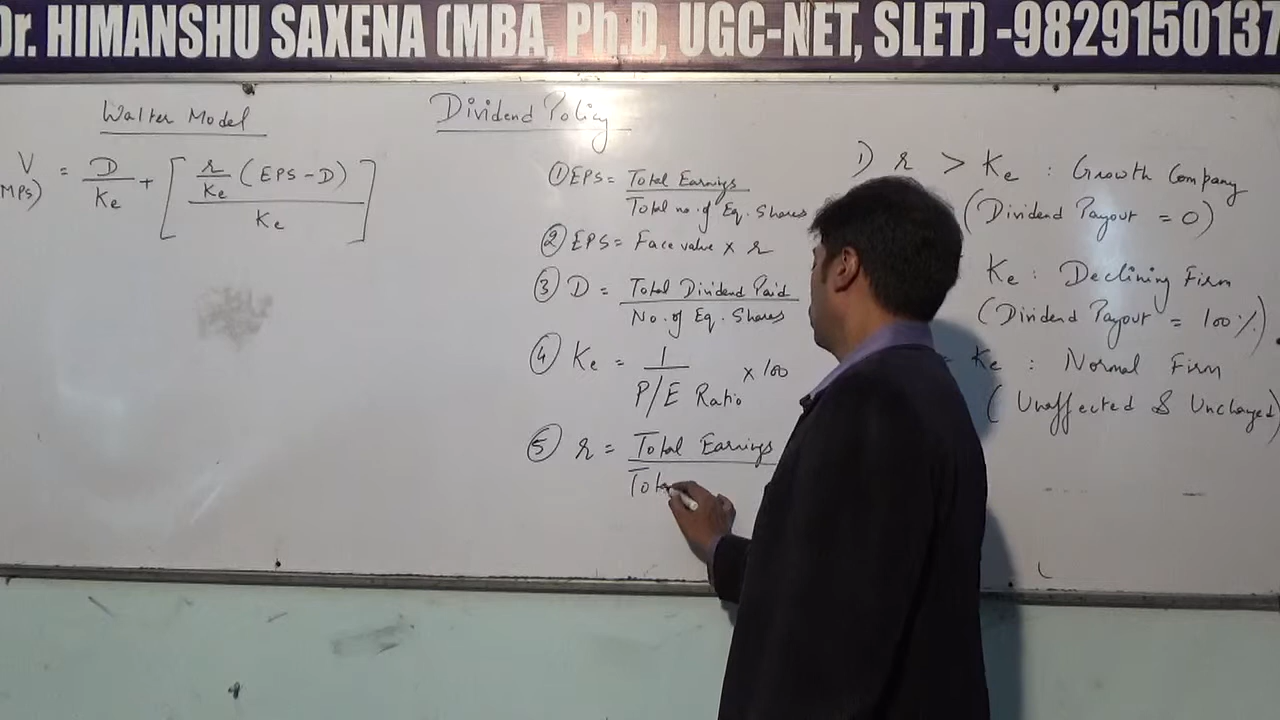 Dr. HIMANSHU SAXENA (MBA, Ph.D, UGC-NET, SLET) -9829150137
Walter Model
Dividend Policy
V = D/Ke + [ r/Ke (EPS - D) / Ke ]
(MPS)
① EPS = Total Earnings / Total no. of Eq. Shares
② EPS = Face value × r
③ D = Total Dividend Paid / No. of Eq. Shares
④ Ke = 1 / P/E Ratio × 100
⑤ r = Total Earnings / Tot
1) r > Ke : Growth Company
(Dividend Payout = 0)
Ke : Declining Firm
(Dividend Payout = 100%)
Ke : Normal Firm
(Unaffected & Unchanged)